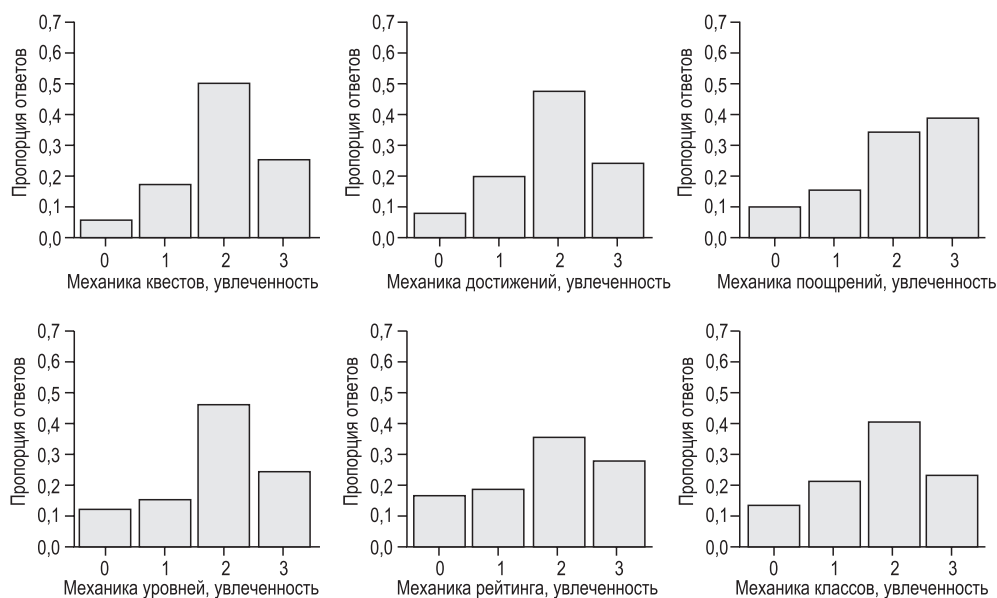 0,7
0,6
0,5
0,4
0,3
0,2
0,1
0,0
Пропорция ответов
0 1 2 3
Механика квестов, увлеченность
0,7
0,6
0,5
0,4
0,3
0,2
0,1
0,0
Пропорция ответов
0 1 2 3
Механика достижений, увлеченность
0,7
0,6
0,5
0,4
0,3
0,2
0,1
0,0
Пропорция ответов
0 1 2 3
Механика поощрений, увлеченность
0,7
0,6
0,5
0,4
0,3
0,2
0,1
0,0
Пропорция ответов
0 1 2 3
Механика уровней, увлеченность
0,7
0,6
0,5
0,4
0,3
0,2
0,1
0,0
Пропорция ответов
0 1 2 3
Механика рейтинга, увлеченность
0,7
0,6
0,5
0,4
0,3
0,2
0,1
0,0
Пропорция ответов
0 1 2 3
Механика классов, увлеченность